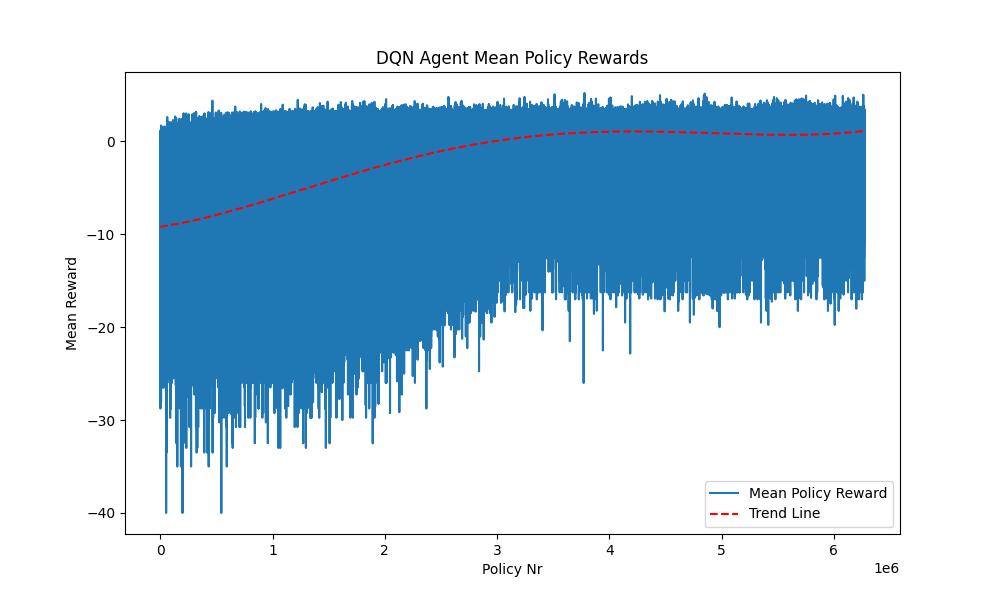 DQN Agent Mean Policy Rewards
Mean Reward
0
−10
−20
−30
−40
0 1 2 3 4 5 6
1e6
Policy Nr
Mean Policy Reward
Trend Line